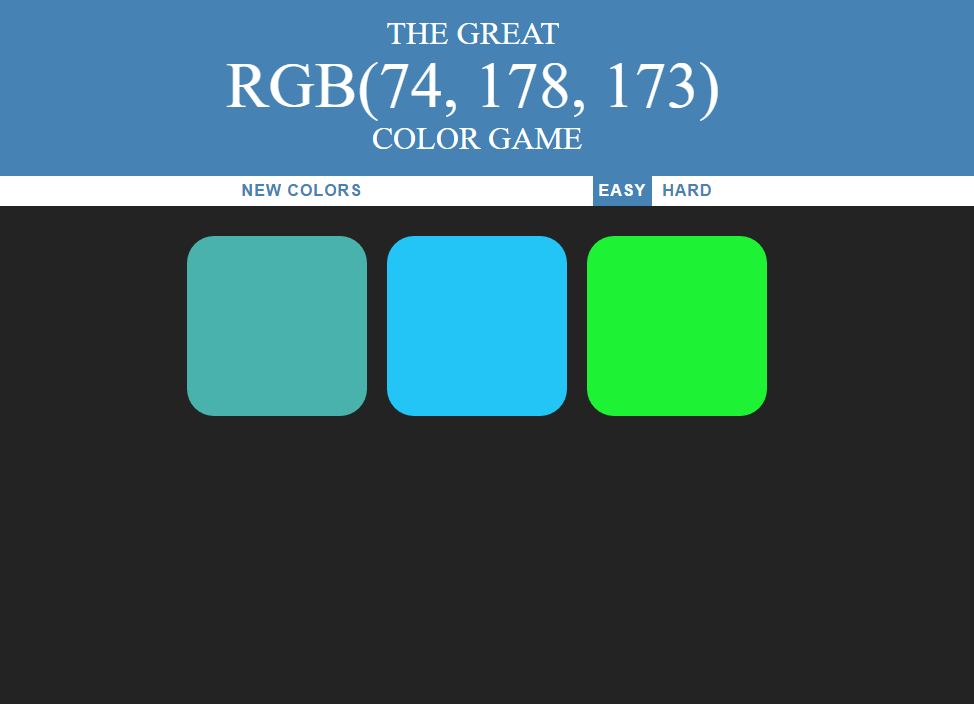 THE GREAT
RGB(74, 178, 173)
COLOR GAME
NEW COLORS EASY HARD